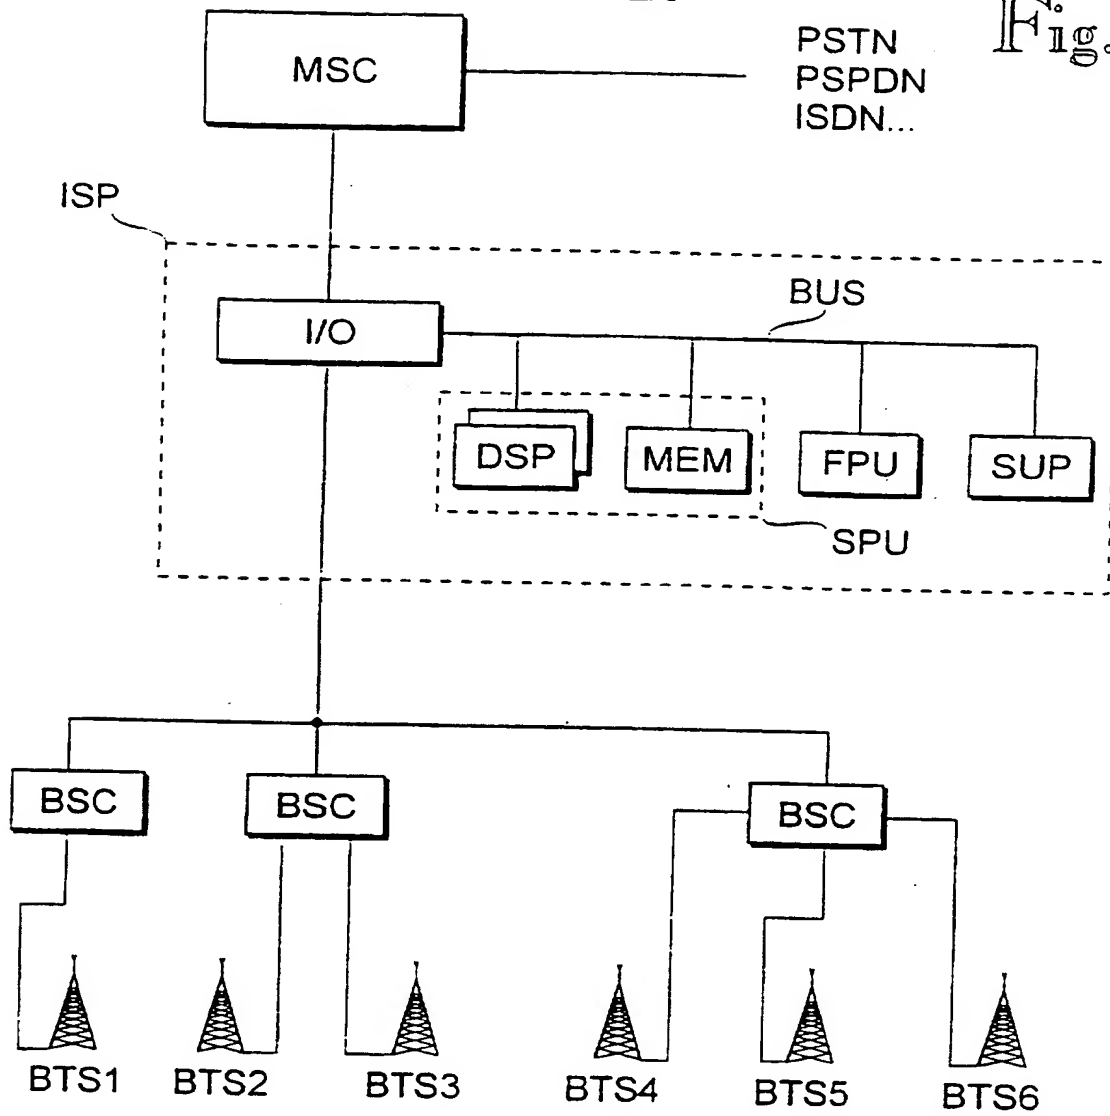 Fig.
PSTN
PSPDN
ISDN...
MSC
ISP
BUS
I/O
DSP
MEM
FPU
SUP
SPU
BSC
BSC
BSC
BTS1
BTS2
BTS3
BTS4
BTS5
BTS6